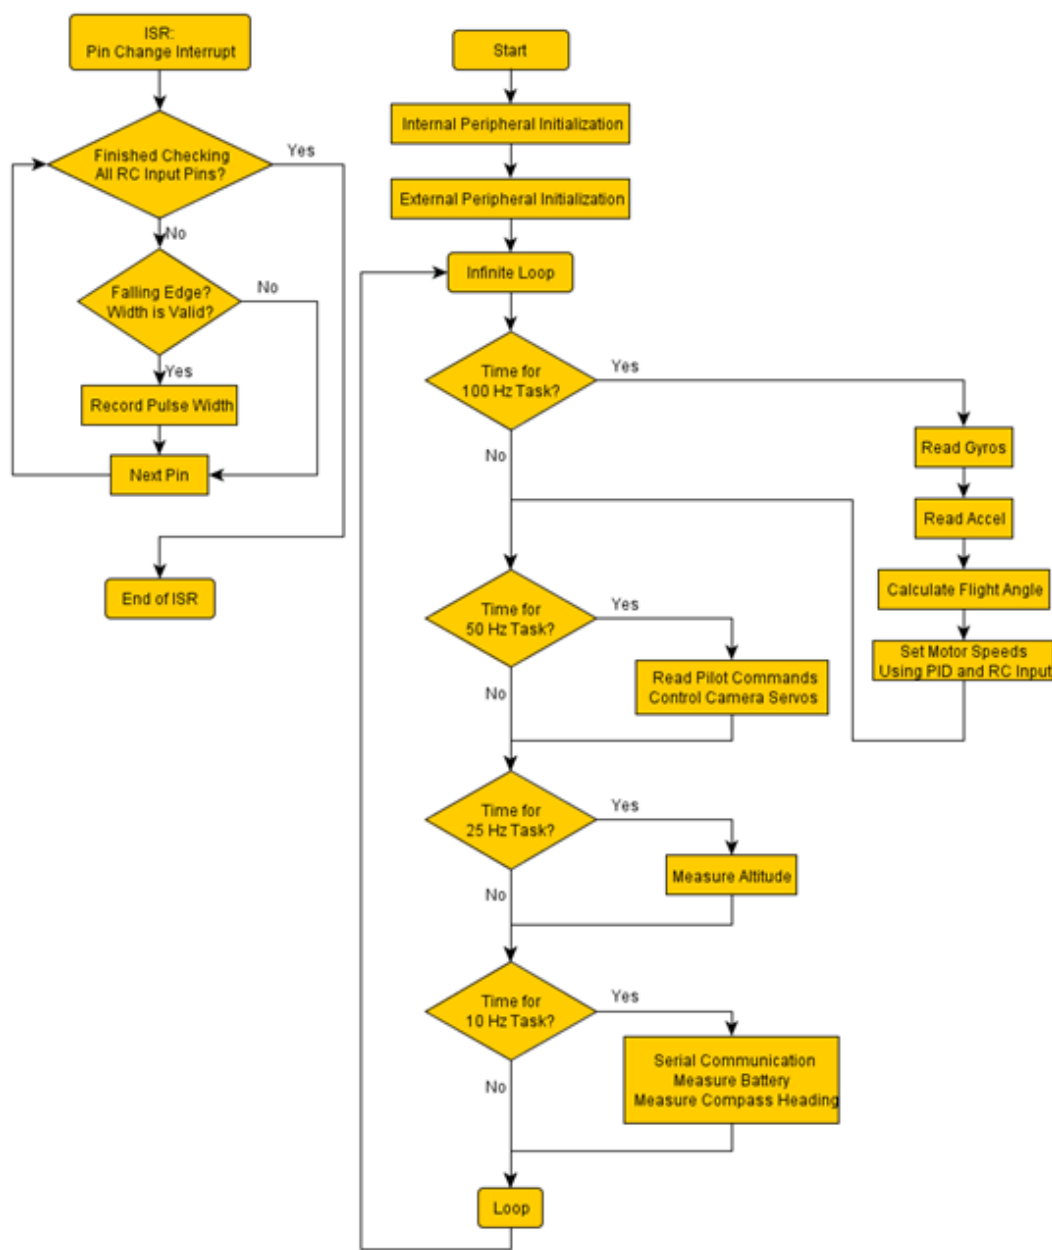 ISR:
Pin Change Interrupt
Finished Checking
All RC Input Pins?
Yes
No
Falling Edge?
Width is Valid?
No
Yes
Record Pulse Width
Next Pin
End of ISR
Start
Internal Peripheral Initialization
External Peripheral Initialization
Infinite Loop
Time for
100 Hz Task?
Yes
No
Read Gyros
Read Accel
Calculate Flight Angle
Set Motor Speeds
Using PID and RC Input
Time for
50 Hz Task?
Yes
No
Read Pilot Commands
Control Camera Servos
Time for
25 Hz Task?
Yes
No
Measure Altitude
Time for
10 Hz Task?
Yes
No
Serial Communication
Measure Battery
Measure Compass Heading
Loop